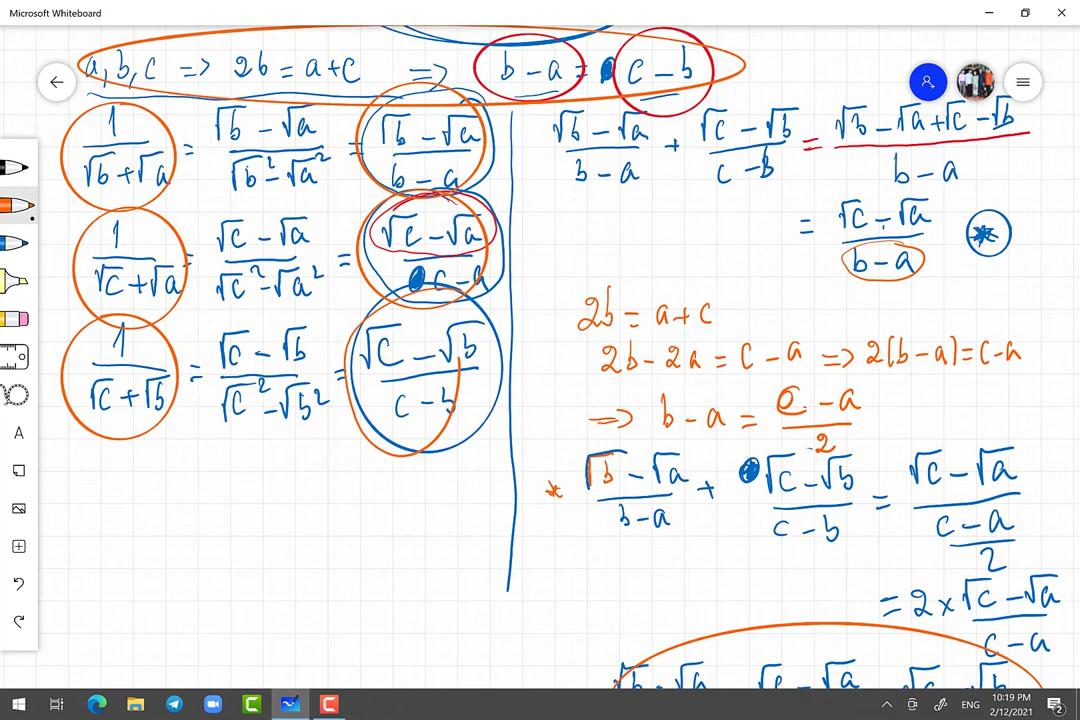 Microsoft Whiteboard
a, b, c => 2b = a+c => b - a = c - b
1/(√b + √a) = (√b - √a)/(√b² - √a²) = (√b - √a)/(b - a)
1/(√c + √a) = (√c - √a)/(√c² - √a²) = (√c - √a)/(c - a)
1/(√c + √b) = (√c - √b)/(√c² - √b²) = (√c - √b)/(c - b)
(√b - √a)/(b - a) + (√c - √b)/(c - b) = (√b - √a + √c - √b)/(b - a)
= (√c - √a)/(b - a) *
2b = a + c
2b - 2a = c - a => 2(b - a) = c - a
=> b - a = (c - a)/2
* (√b - √a)/(b - a) + (√c - √b)/(c - b) = (√c - √a)/((c - a)/2)
= 2 × (√c - √a)/(c - a)
√b - √a √c - √a √c - √b
A
ENG
10:19 PM
2/12/2021
2